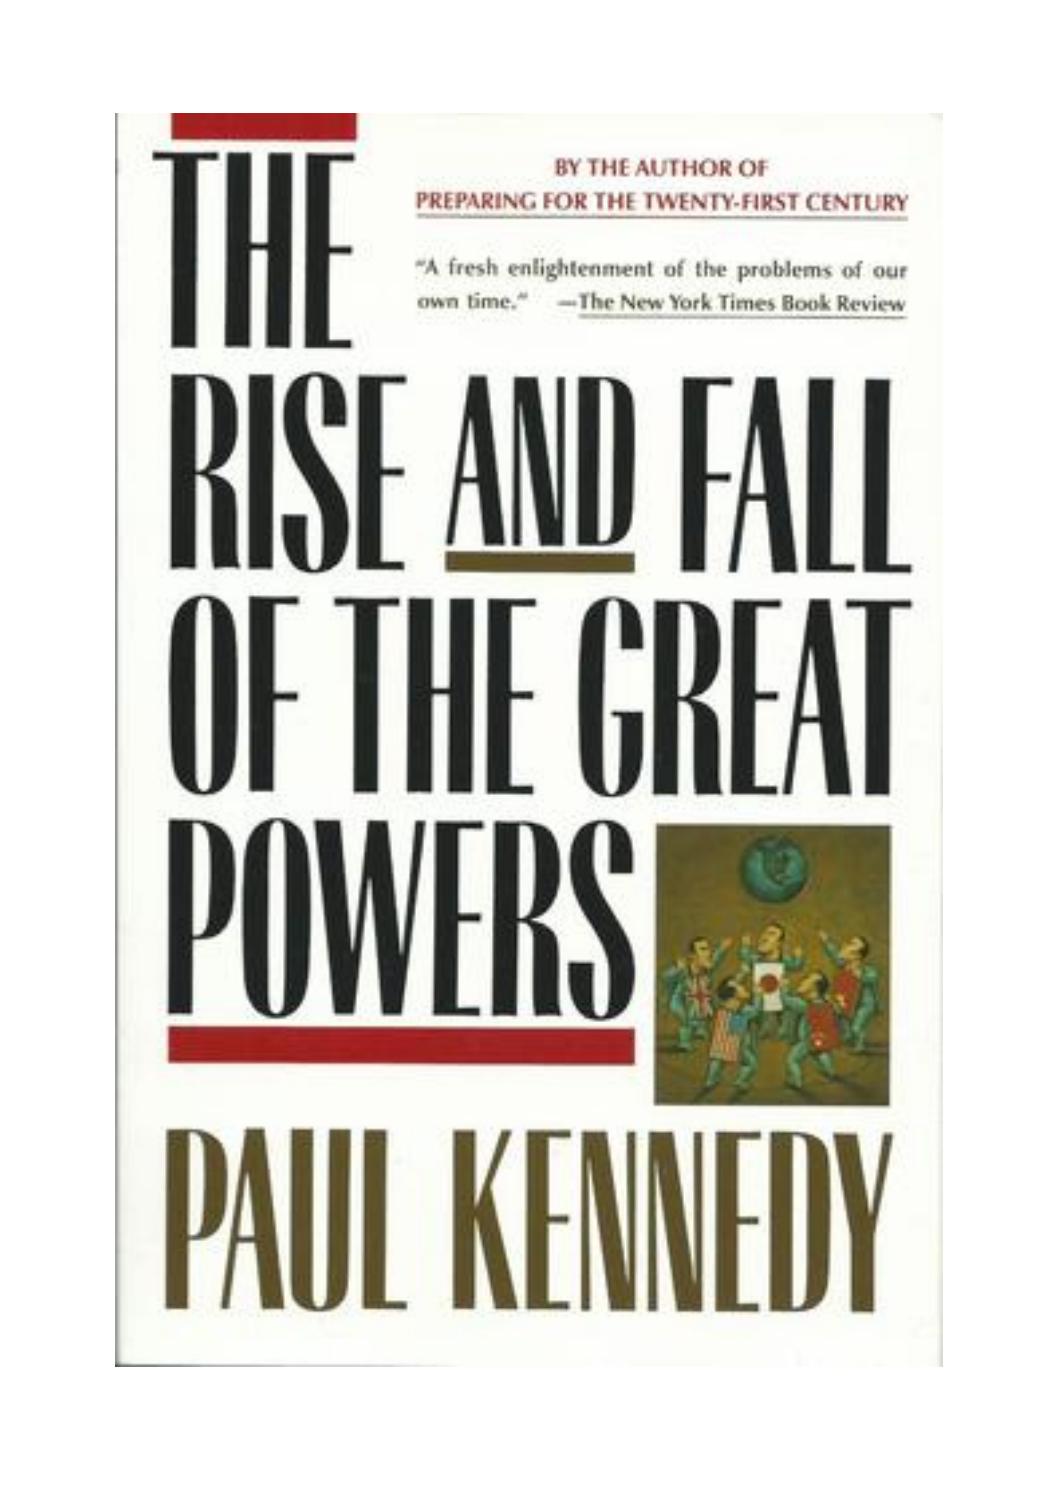 THE
BY THE AUTHOR OF
PREPARING FOR THE TWENTY-FIRST CENTURY
"A fresh enlightenment of the problems of our
own time." —The New York Times Book Review
RISE AND FALL
OF THE GREAT
POWERS
PAUL KENNEDY